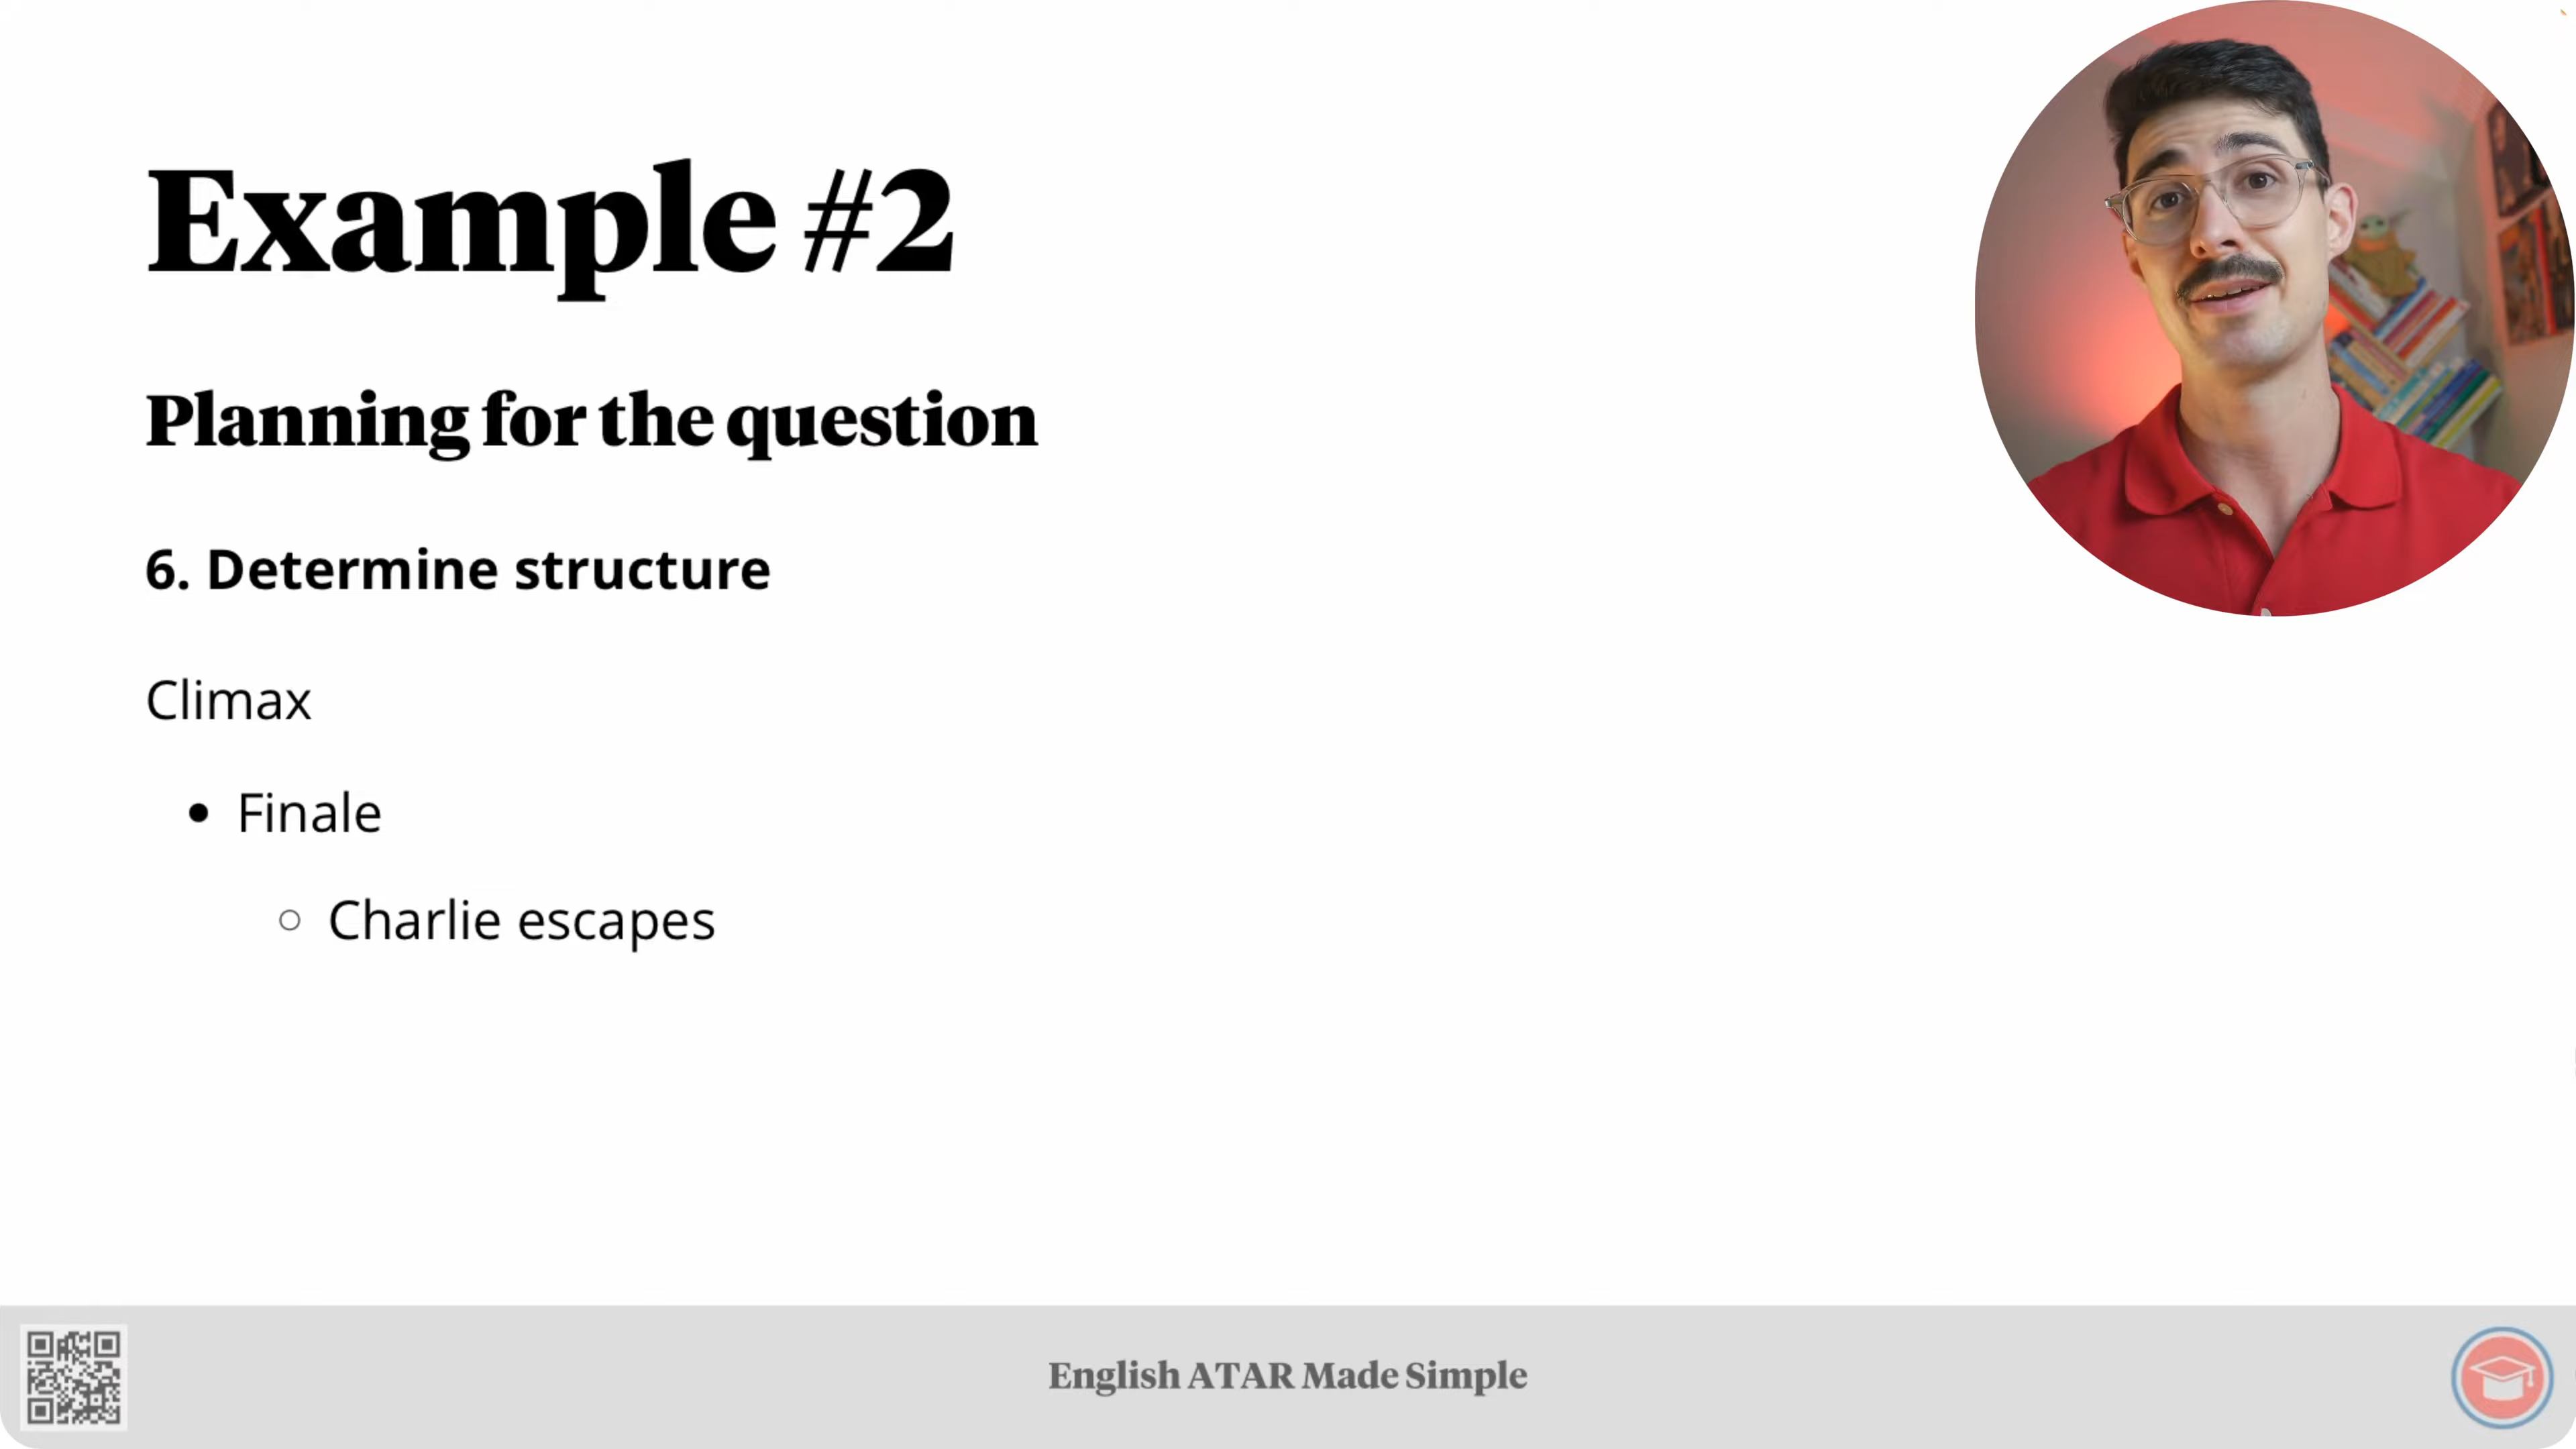 Example #2
Planning for the question
6. Determine structure
Climax
• Finale
○ Charlie escapes
English ATAR Made Simple